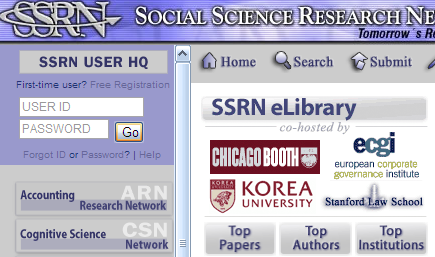 SSRN SOCIAL SCIENCE RESEARCH NE
Tomorrow's Re
SSRN USER HQ
First-time user? Free Registration
USER ID
PASSWORD Go
Forgot ID or Password? | Help
Accounting ARN
Research Network
Cognitive Science CSN
Network
Home Search Submit
SSRN eLibrary
co-hosted by
CHICAGO BOOTH
ecgi
european corporate
governance institute
KOREA
UNIVERSITY
Stanford Law School
Top Papers
Top Authors
Top Institutions